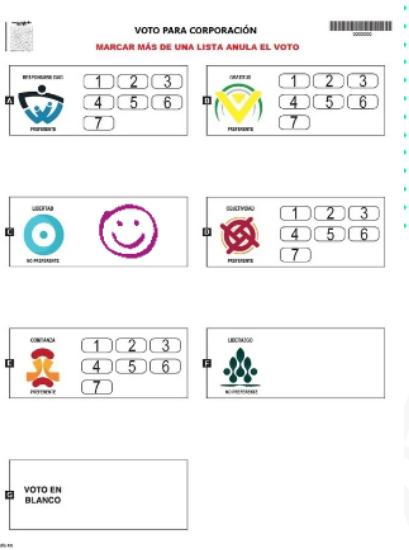 VOTO PARA CORPORACIÓN
0000000
MARCAR MÁS DE UNA LISTA ANULA EL VOTO
A
RESPONSABILIDAD
PREFERENTE
1 2 3
4 5 6
7
B
PREFERENTE
1 2 3
4 5 6
7
C
LIBERTAD
NO PREFERENTE
D
OBJETIVIDAD
PREFERENTE
1 2 3
4 5 6
7
E
CONFIANZA
PREFERENTE
1 2 3
4 5 6
7
F
LIDERAZGO
NO PREFERENTE
G
VOTO EN
BLANCO